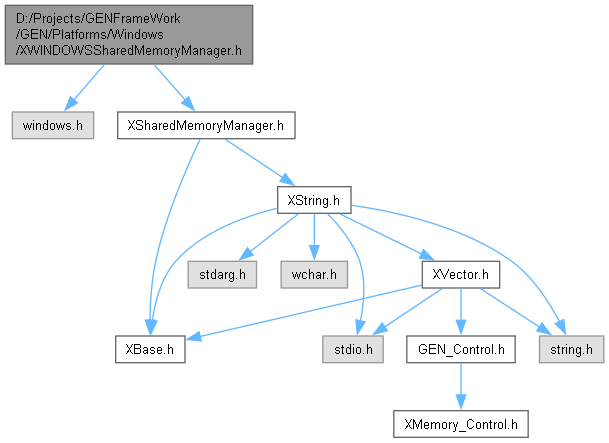 D:/Projects/GENFrameWork
/GEN/Platforms/Windows
/XWINDOWSSharedMemoryManager.h
windows.h
XSharedMemoryManager.h
XString.h
stdarg.h
wchar.h
XVector.h
XBase.h
stdio.h
GEN_Control.h
string.h
XMemory_Control.h